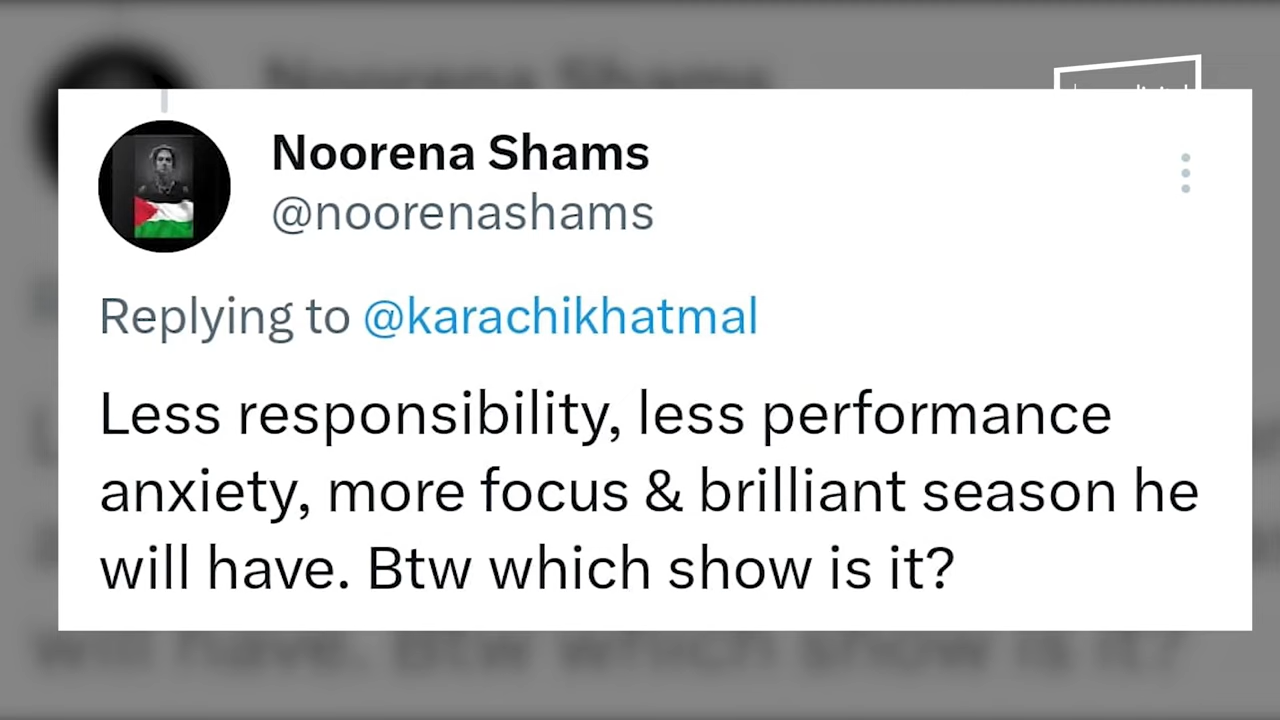 Noorena Shams
@noorenashams
Replying to @karachikhatmal
Less responsibility, less performance
anxiety, more focus & brilliant season he
will have. Btw which show is it?